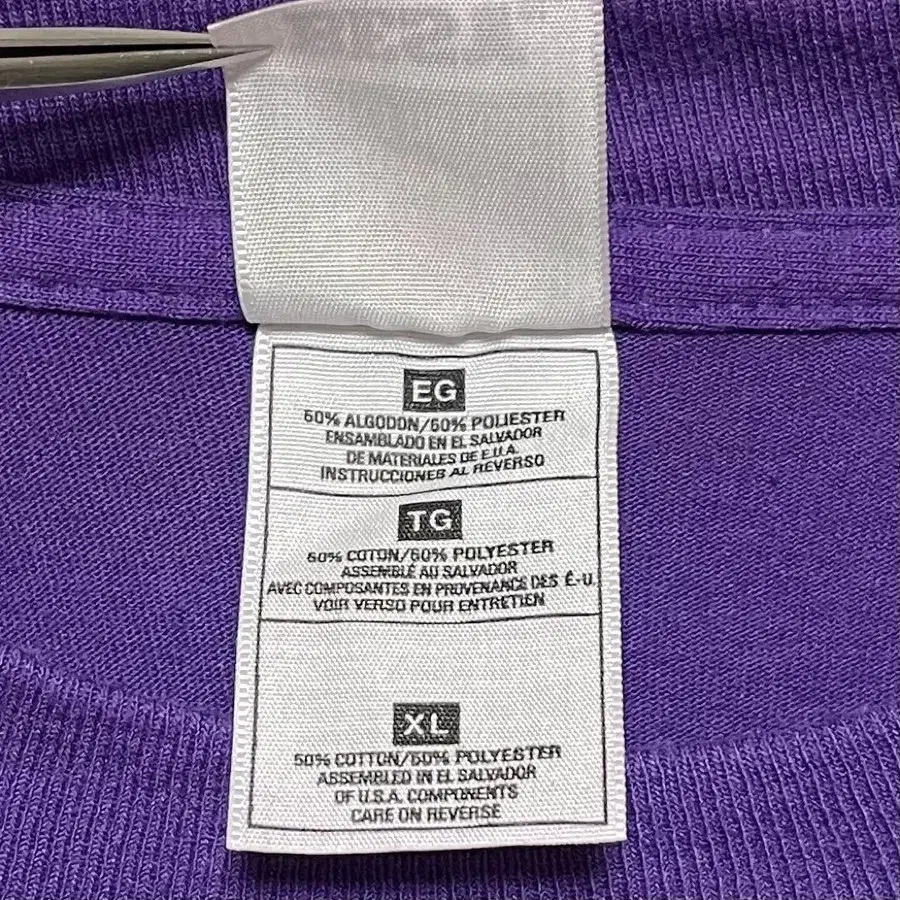 EG
50% ALGODON/50% POLIESTER
ENSAMBLADO EN EL SALVADOR
DE MATERIALES DE E.U.A.
INSTRUCCIONES AL REVERSO
TG
50% COTON/50% POLYESTER
ASSEMBLÉ AU SALVADOR
AVEC COMPOSANTES EN PROVENANCE DES É.-U.
VOIR VERSO POUR ENTRETIEN
XL
50% COTTON/50% POLYESTER
ASSEMBLED IN EL SALVADOR
OF U.S.A. COMPONENTS
CARE ON REVERSE